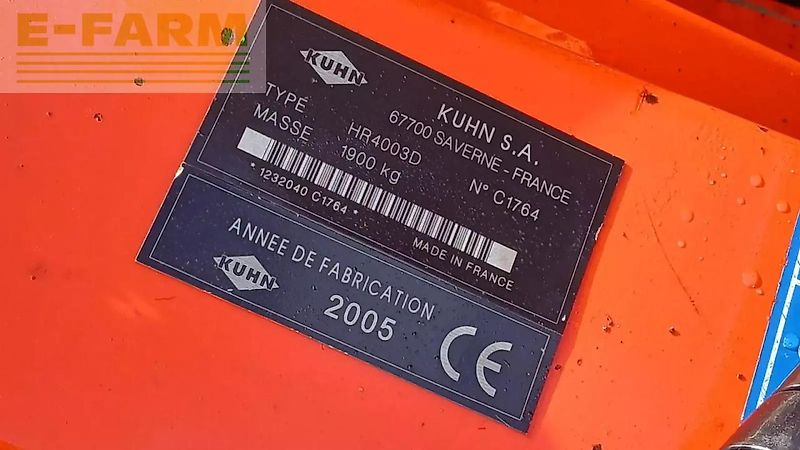 E-FARM
KUHN
KUHN S.A.
67700 SAVERNE - FRANCE
TYPE HR4003D N° C1764
MASSE 1900 kg
* 1232040 C1764 *
MADE IN FRANCE
ANNEE DE FABRICATION
KUHN
2005
CE